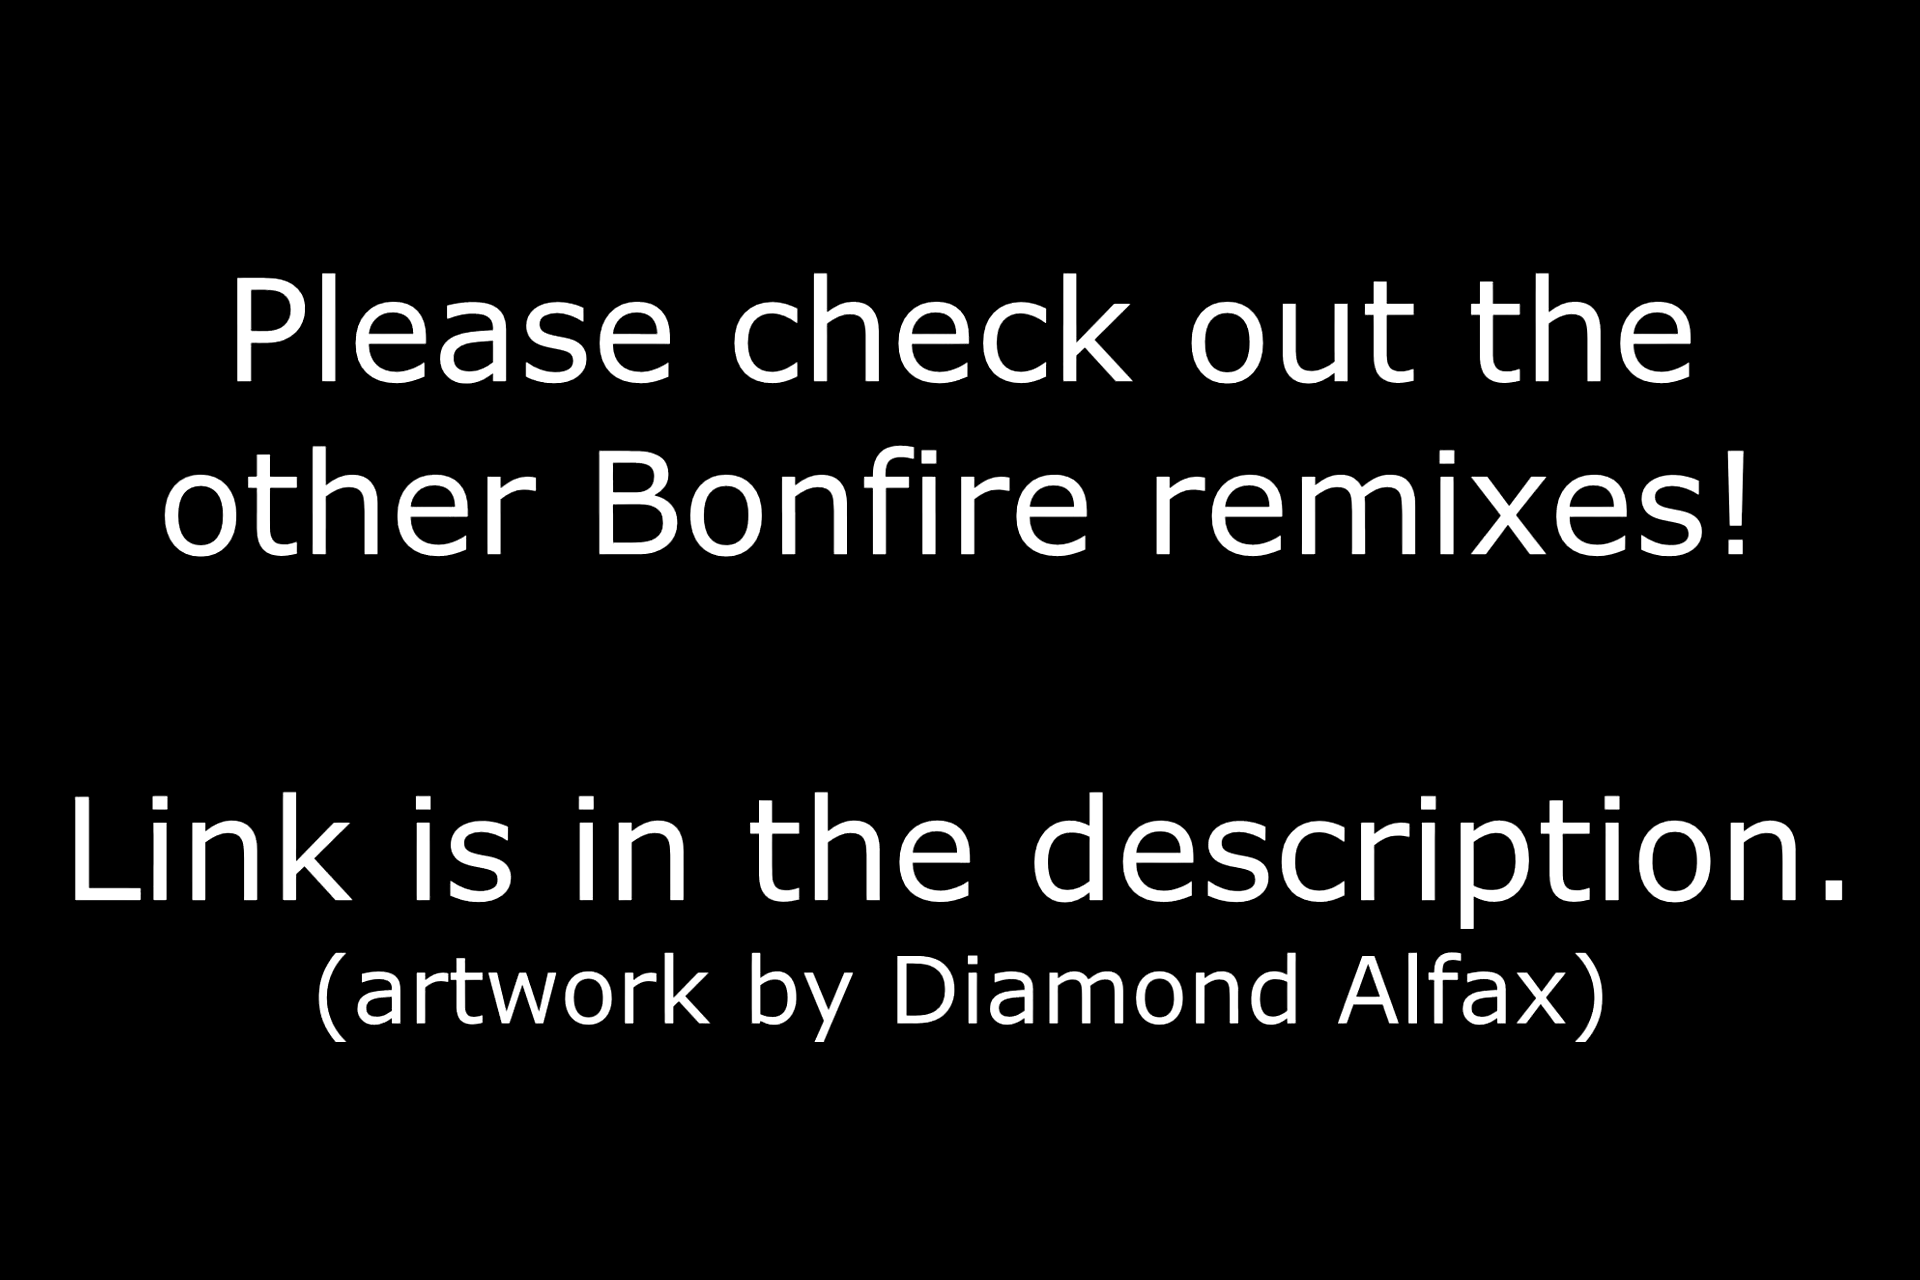 Please check out the
other Bonfire remixes!
Link is in the description.
(artwork by Diamond Alfax)